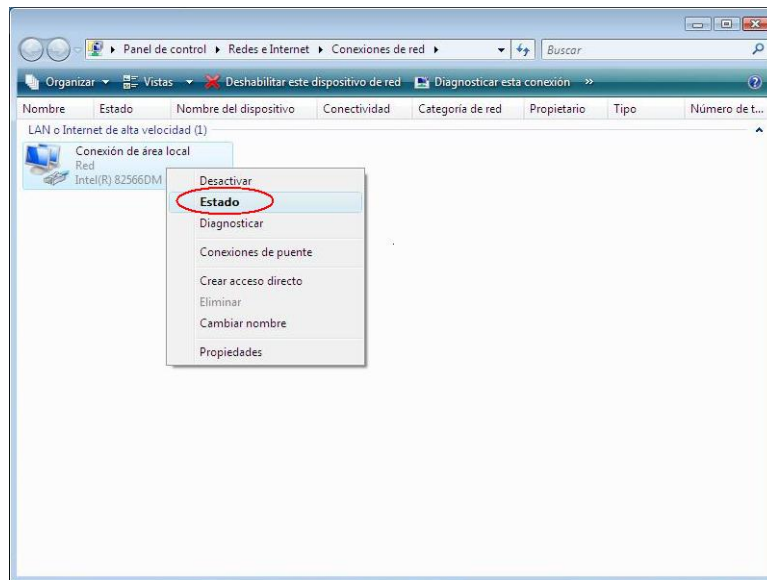 Panel de control ▸ Redes e Internet ▸ Conexiones de red ▸ Buscar
Organizar Vistas Deshabilitar este dispositivo de red Diagnosticar esta conexión »
Nombre Estado Nombre del dispositivo Conectividad Categoría de red Propietario Tipo Número de t...
LAN o Internet de alta velocidad (1)
Conexión de área local
Red
Intel(R) 82566DM
Desactivar
Estado
Diagnosticar
Conexiones de puente
Crear acceso directo
Eliminar
Cambiar nombre
Propiedades